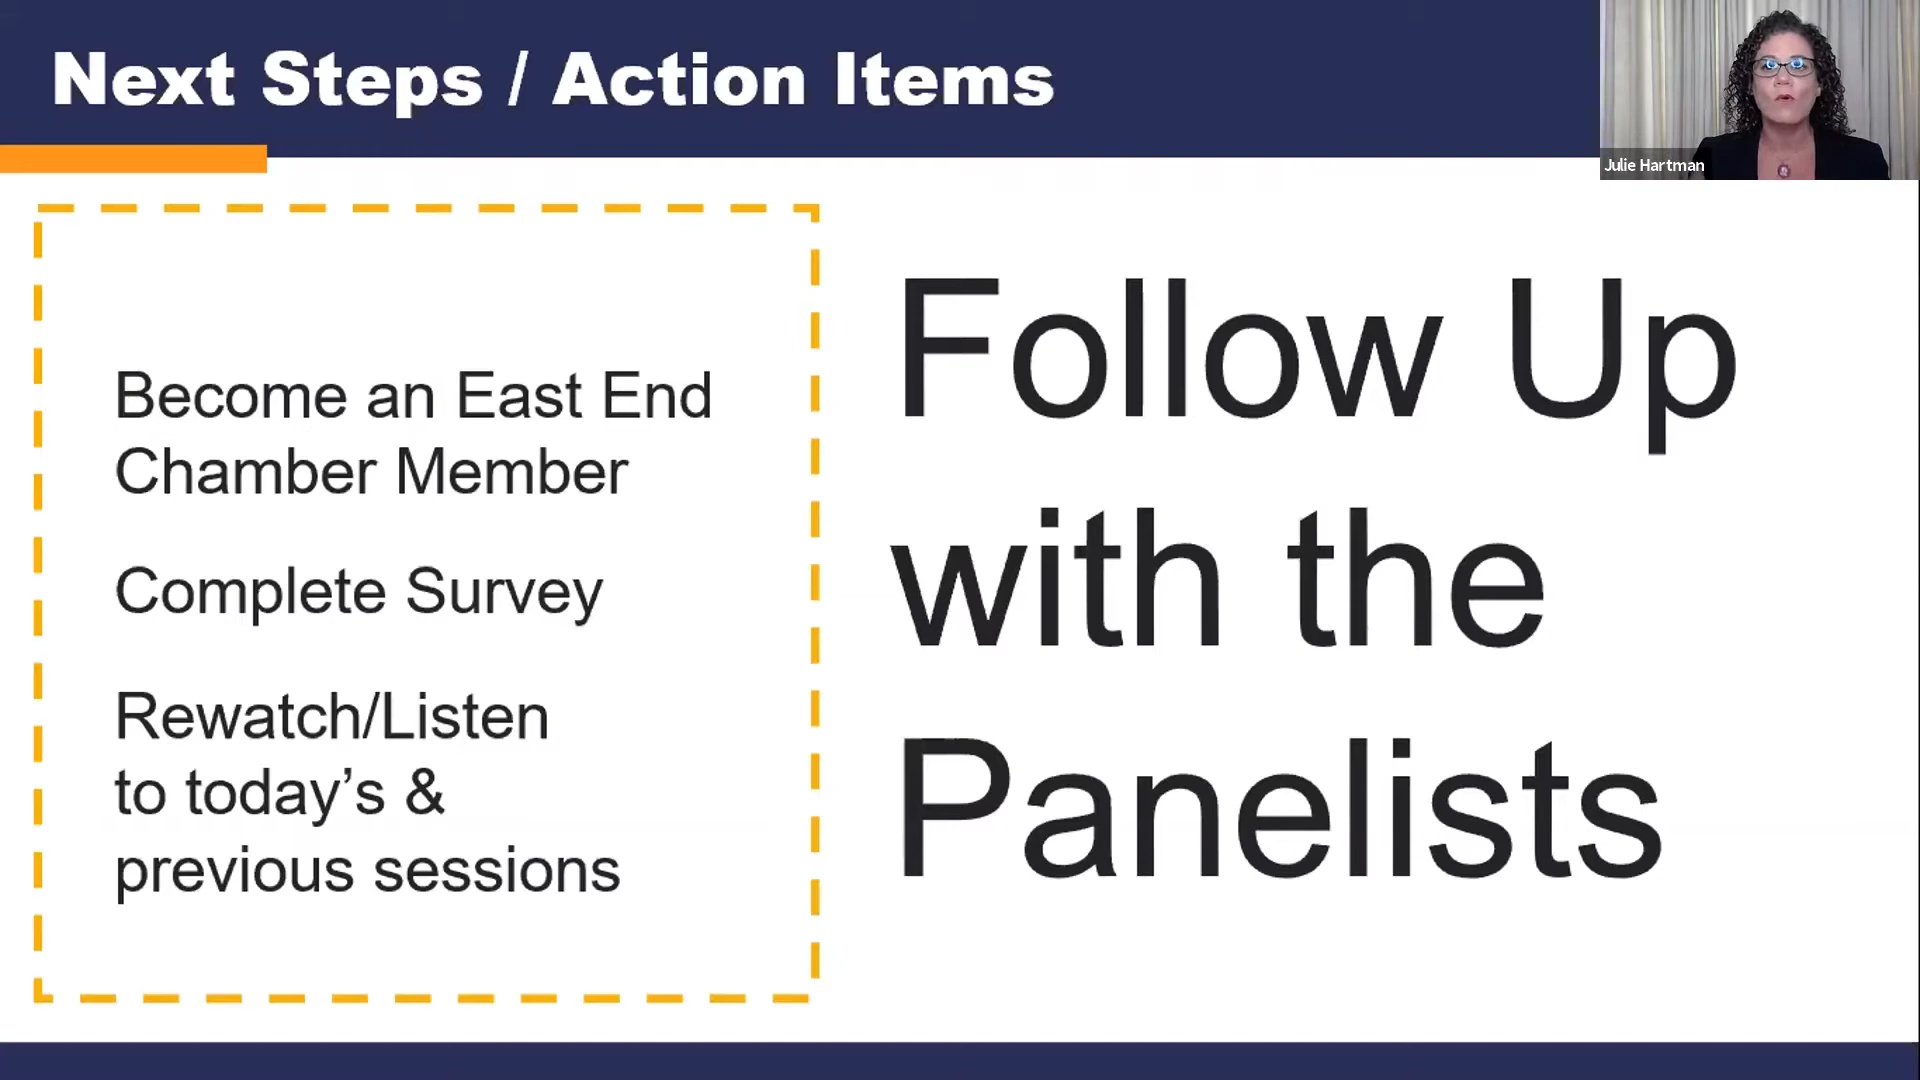 Next Steps / Action Items
Julie Hartman
Become an East End
Chamber Member
Complete Survey
Rewatch/Listen
to today’s &
previous sessions
Follow Up
with the
Panelists